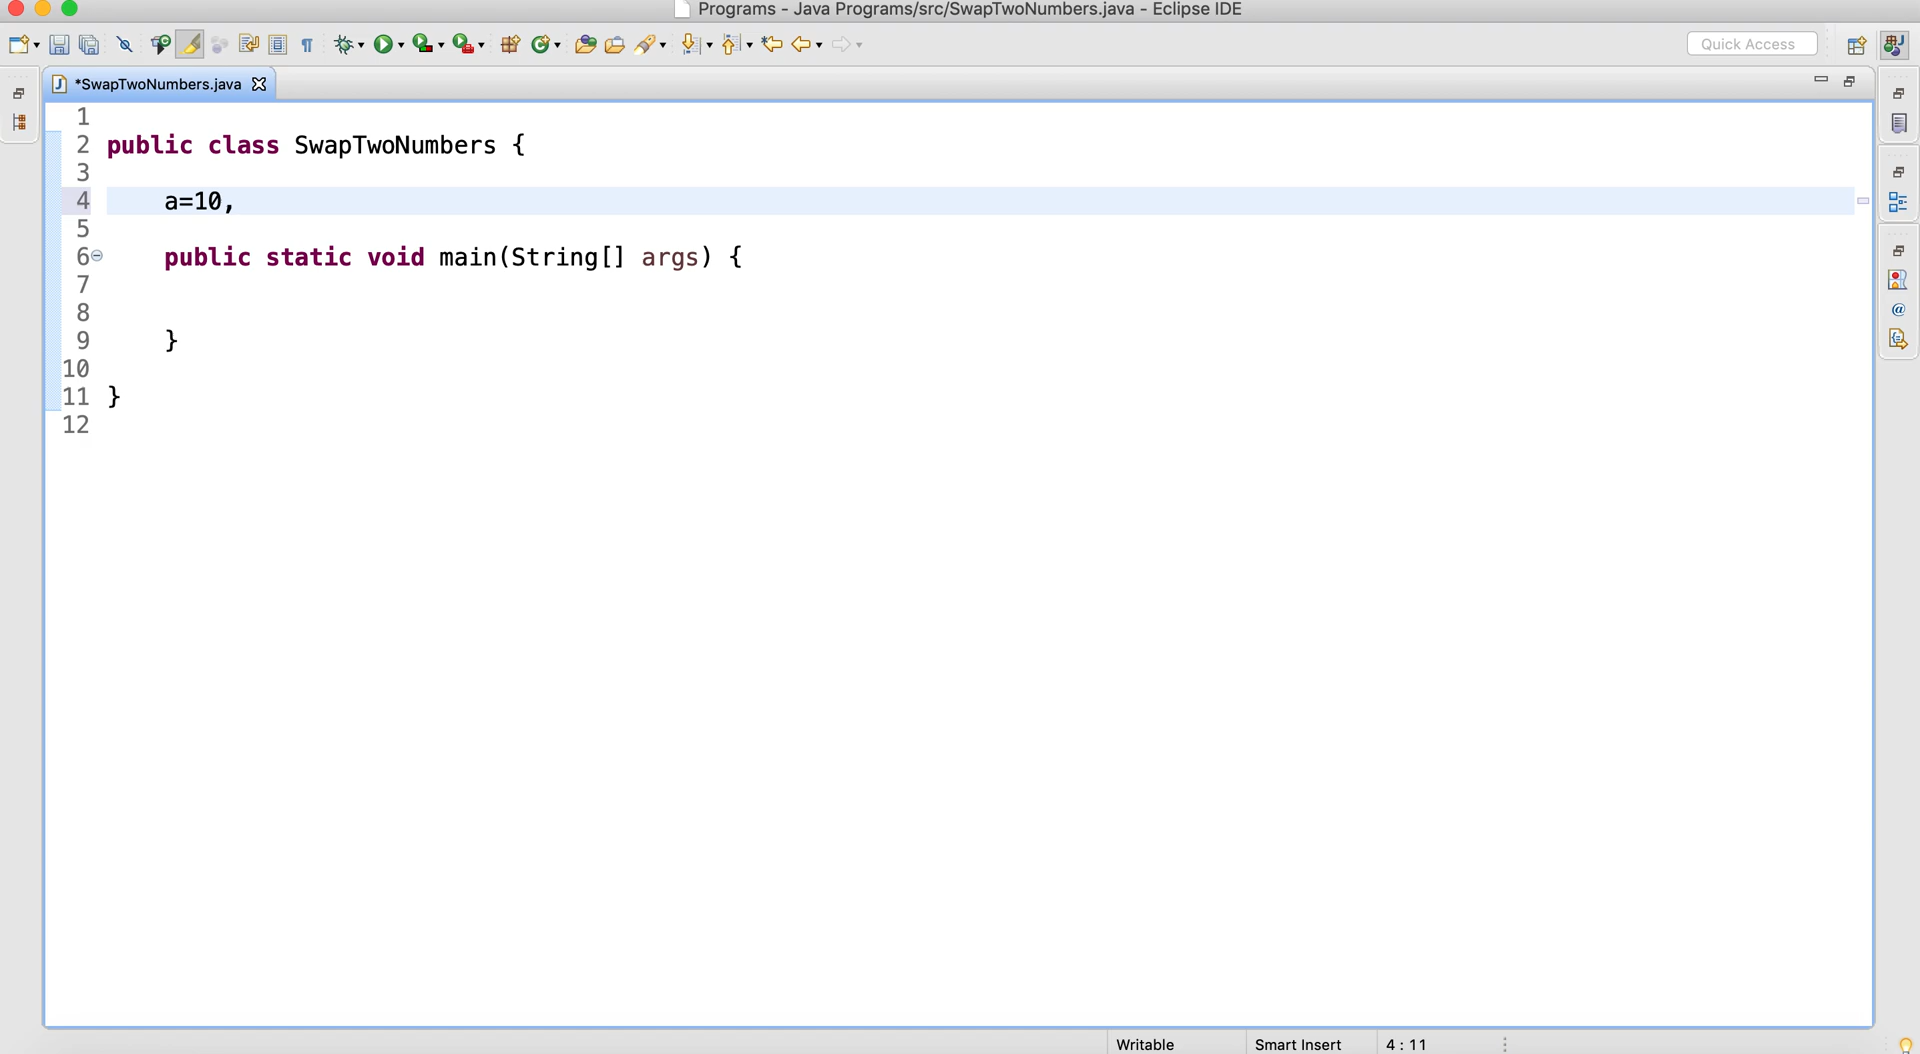 Programs - Java Programs/src/SwapTwoNumbers.java - Eclipse IDE
Quick Access
*SwapTwoNumbers.java
1
2 public class SwapTwoNumbers {
3
4 a=10,
5
6 public static void main(String[] args) {
7
8
9 }
10
11 }
12
Writable Smart Insert 4 : 11